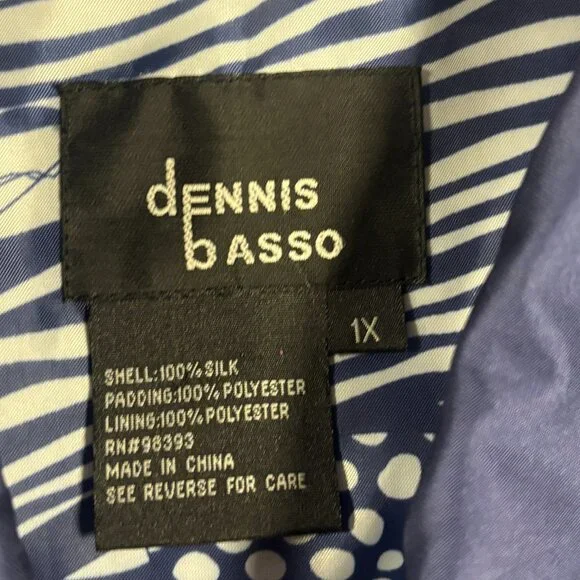 dENNIS
bASSO
1X
SHELL:100% SILK
PADDING:100% POLYESTER
LINING:100% POLYESTER
RN#98393
MADE IN CHINA
SEE REVERSE FOR CARE